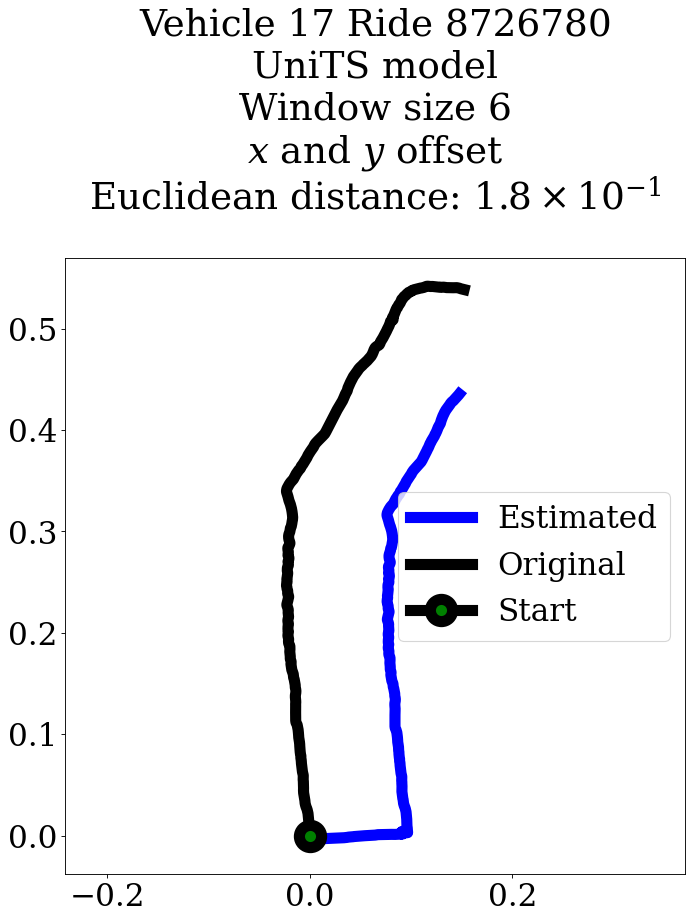 Vehicle 17 Ride 8726780
UniTS model
Window size 6
x and y offset
Euclidean distance: 1.8 × 10⁻¹
0.5
0.4
0.3
0.2
0.1
0.0
Estimated
Original
Start
−0.2
0.0
0.2